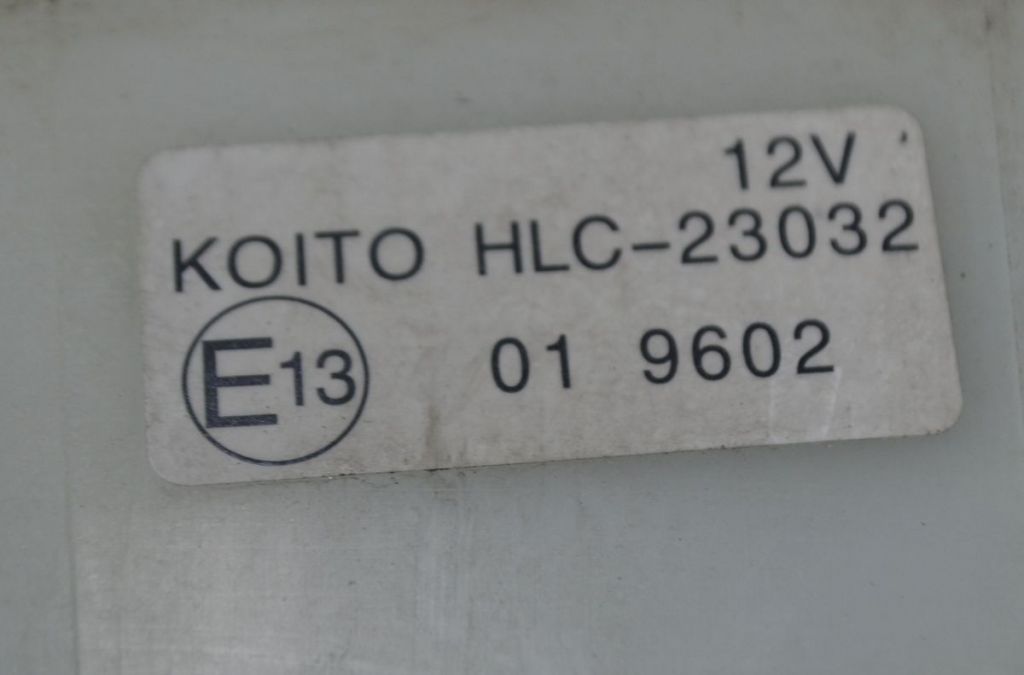 12V
KOITO HLC-23032
E13 01 9602